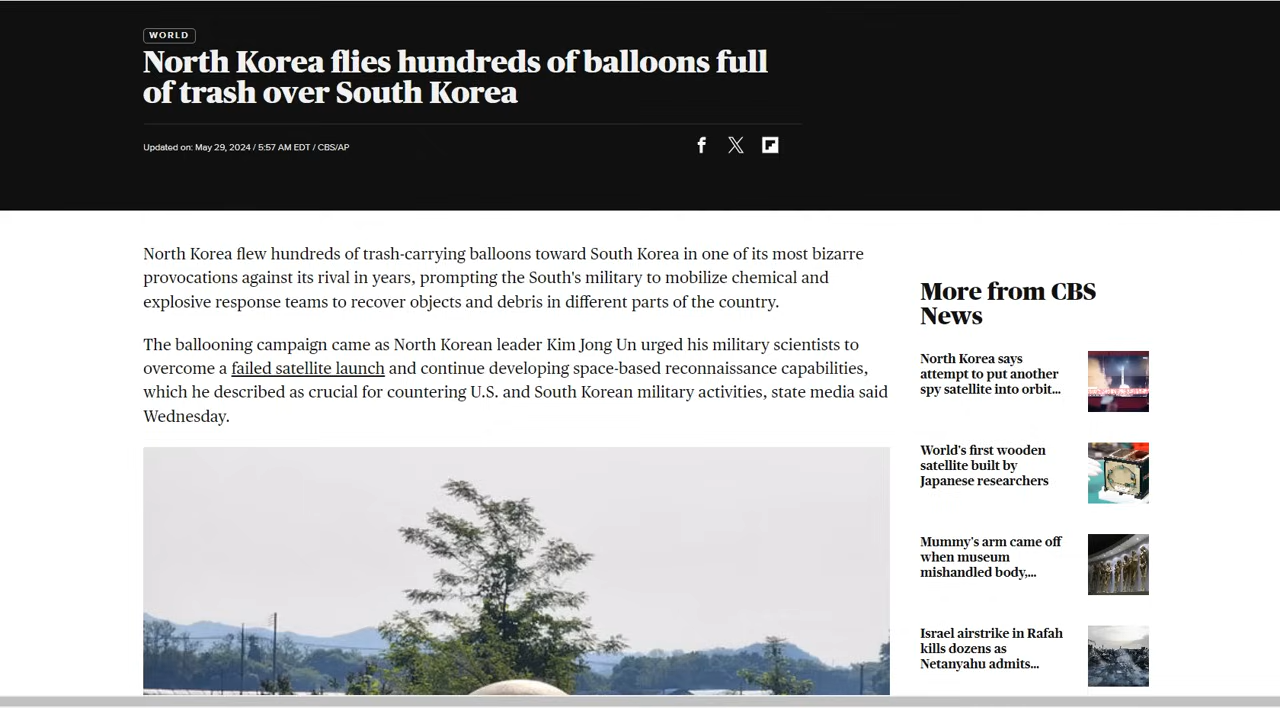 WORLD
North Korea flies hundreds of balloons full
of trash over South Korea
Updated on: May 29, 2024 / 5:57 AM EDT / CBS/AP
North Korea flew hundreds of trash-carrying balloons toward South Korea in one of its most bizarre
provocations against its rival in years, prompting the South's military to mobilize chemical and
explosive response teams to recover objects and debris in different parts of the country.
The ballooning campaign came as North Korean leader Kim Jong Un urged his military scientists to
overcome a failed satellite launch and continue developing space-based reconnaissance capabilities,
which he described as crucial for countering U.S. and South Korean military activities, state media said
Wednesday.
More from CBS
News
North Korea says
attempt to put another
spy satellite into orbit...
World's first wooden
satellite built by
Japanese researchers
Mummy's arm came off
when museum
mishandled body,...
Israel airstrike in Rafah
kills dozens as
Netanyahu admits...